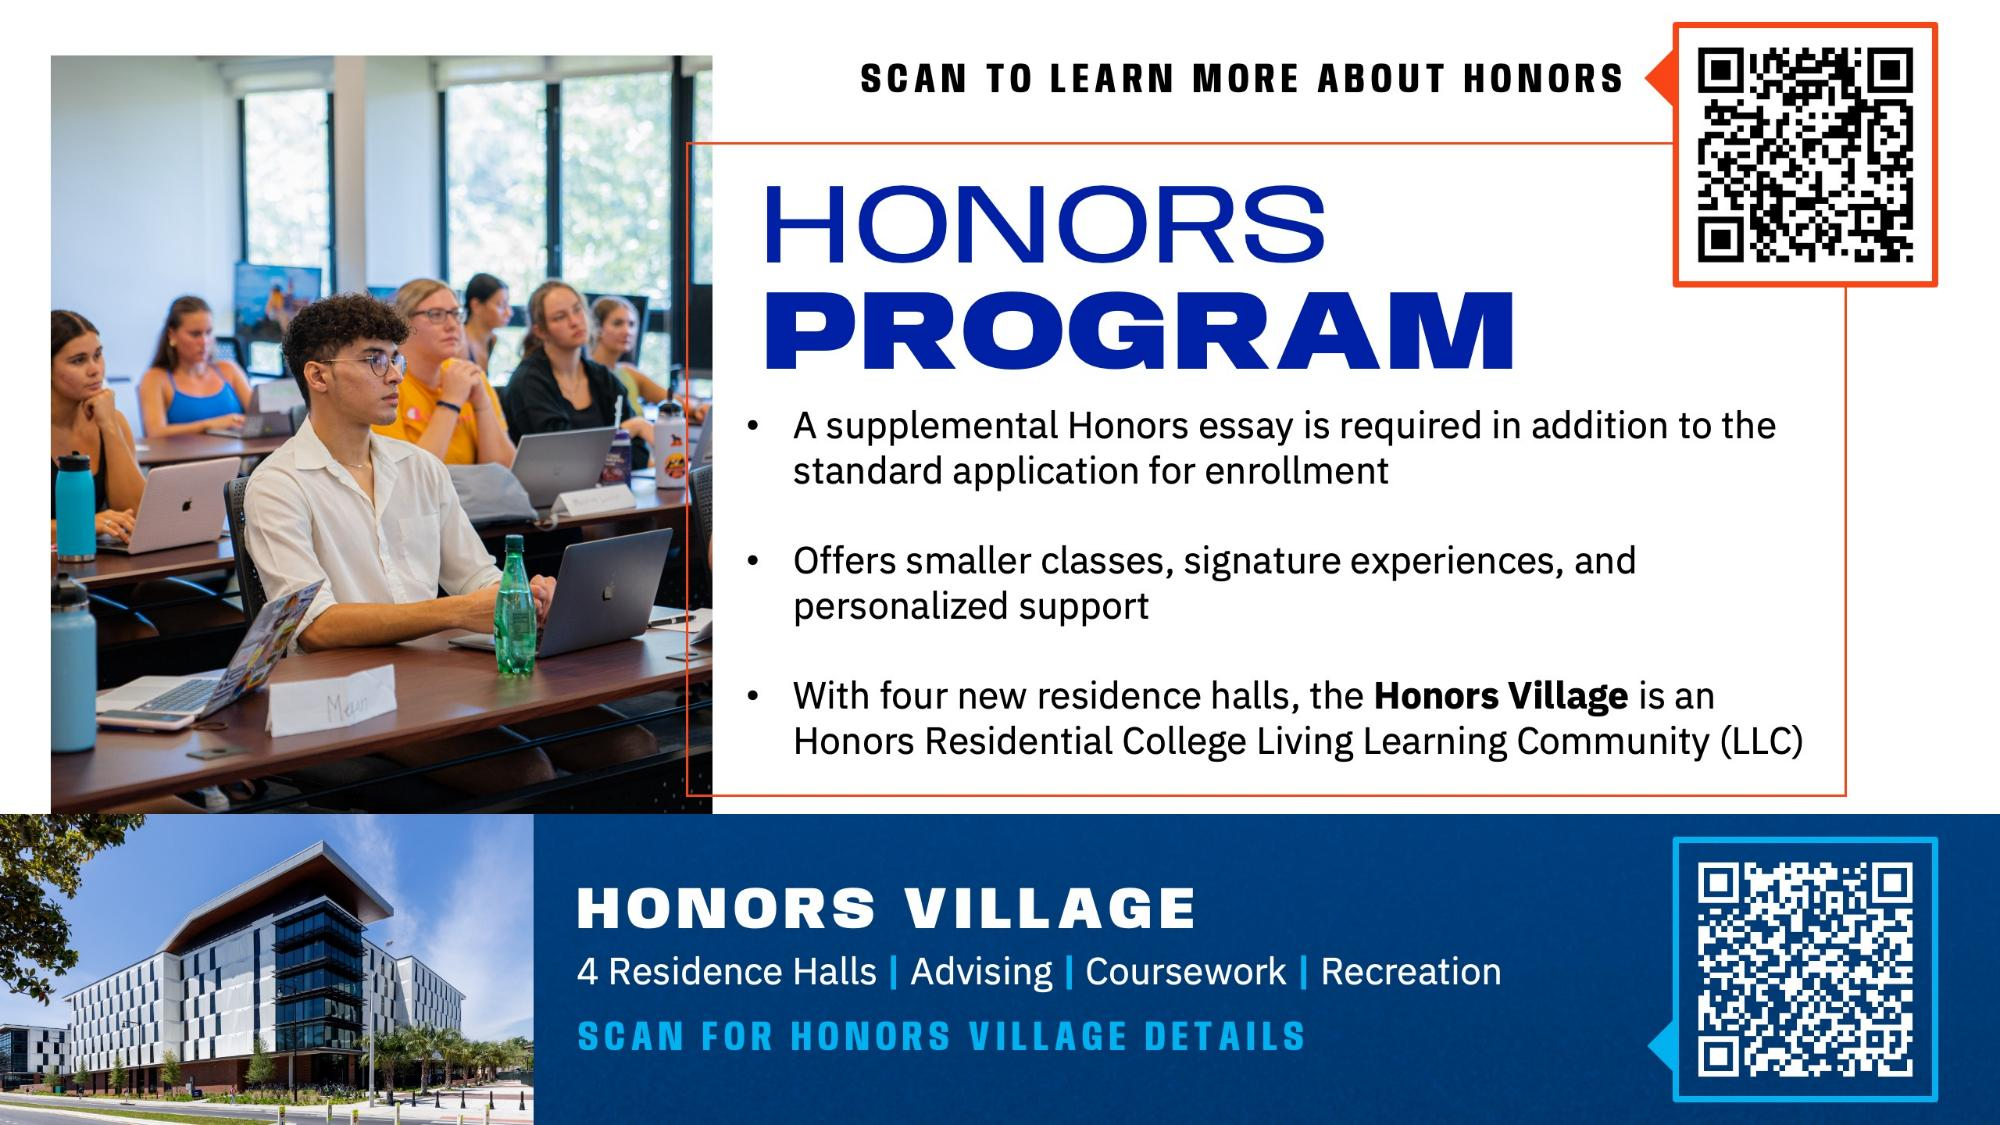 SCAN TO LEARN MORE ABOUT HONORS
HONORS
PROGRAM
• A supplemental Honors essay is required in addition to the
standard application for enrollment
• Offers smaller classes, signature experiences, and
personalized support
• With four new residence halls, the Honors Village is an
Honors Residential College Living Learning Community (LLC)
HONORS VILLAGE
4 Residence Halls | Advising | Coursework | Recreation
SCAN FOR HONORS VILLAGE DETAILS